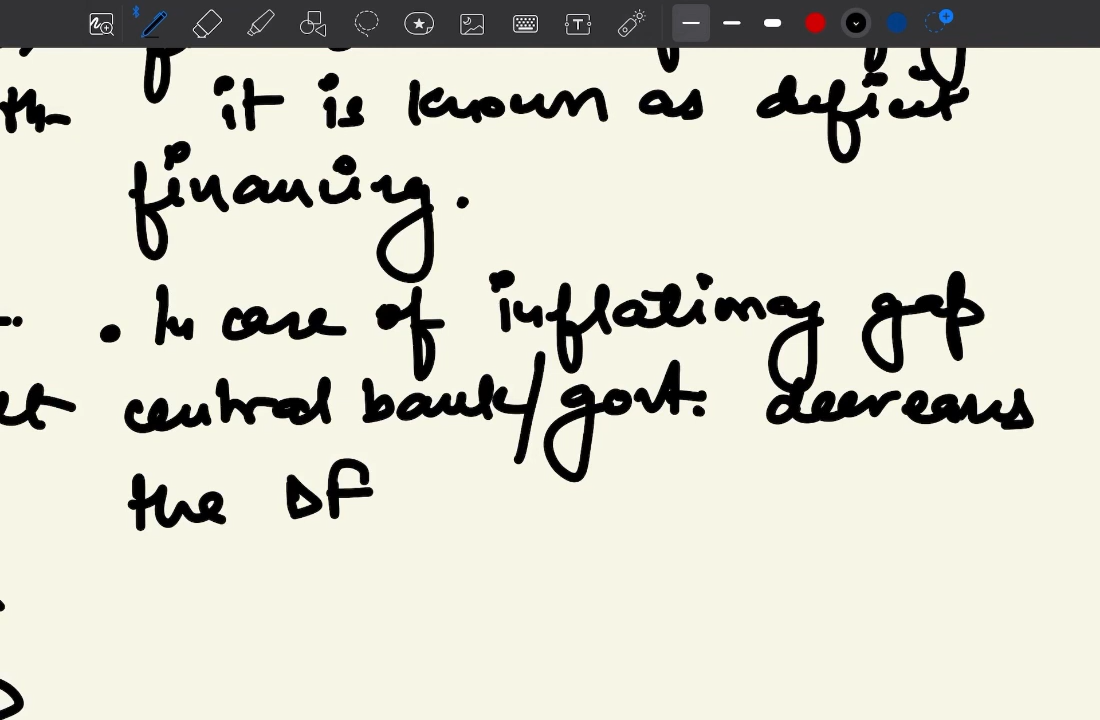 it is known as deficit
financing.
. In case of inflationary gap
central bank/govt. decreases
the DF